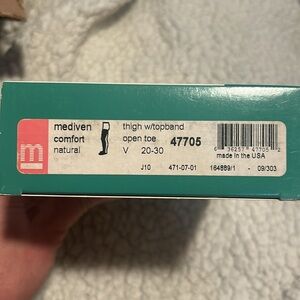 mediven thigh w/topband
comfort open toe 47705
natural V 20-30
made in the USA
J10 471-07-01 164889/1 - 09/303
m